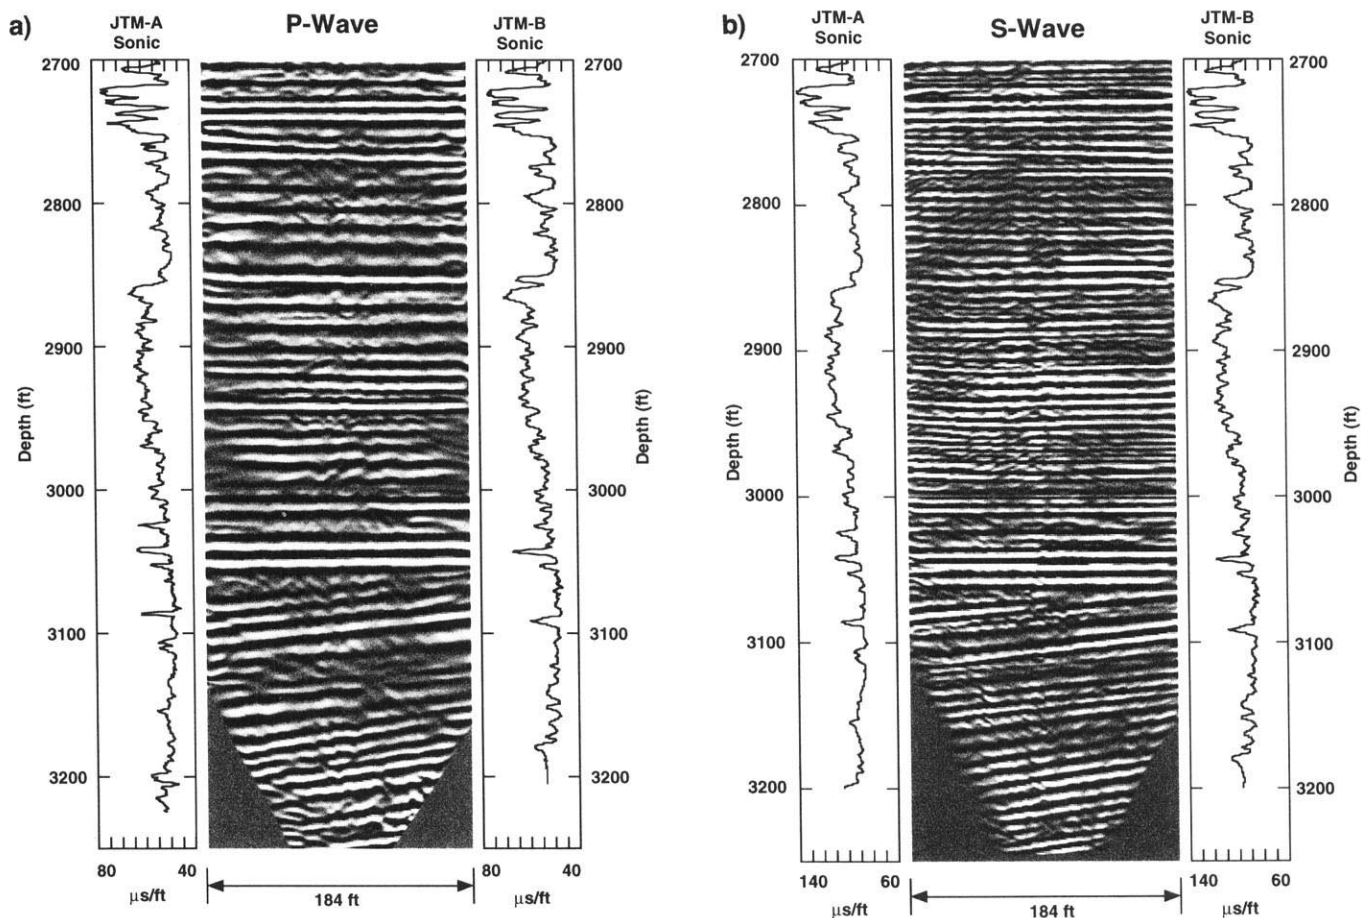 a)
JTM-A
Sonic
P-Wave
JTM-B
Sonic
2700
2800
2900
3000
3100
3200
Depth (ft)
2700
2800
2900
3000
3100
3200
Depth (ft)
80
40
µs/ft
184 ft
80
40
µs/ft
b)
JTM-A
Sonic
S-Wave
JTM-B
Sonic
2700
2800
2900
3000
3100
3200
Depth (ft)
2700
2800
2900
3000
3100
3200
Depth (ft)
140
60
µs/ft
184 ft
140
60
µs/ft